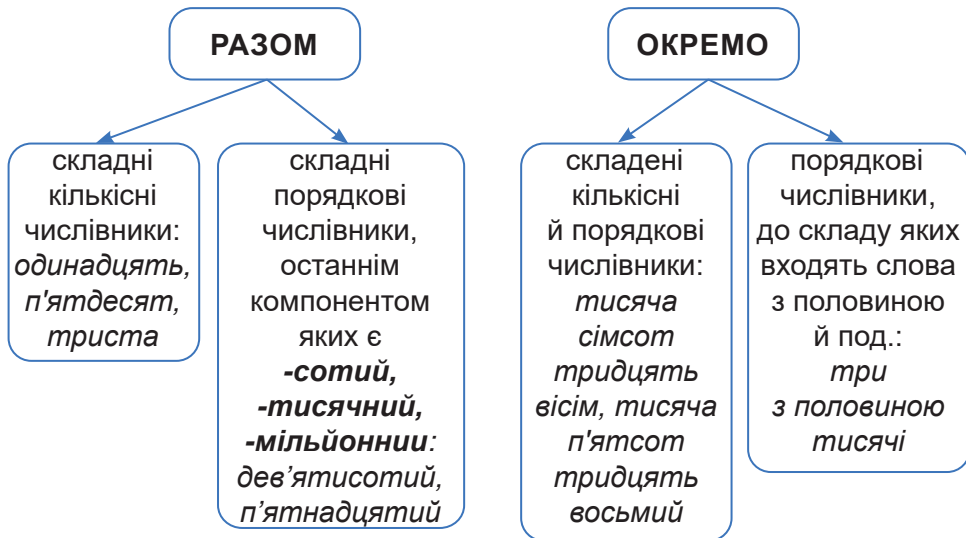 РАЗОМ
складні
кількісні
числівники:
одинадцять,
п'ятдесят,
триста
складні
порядкові
числівники,
останнім
компонентом
яких є
-сотий,
-тисячний,
-мільйоннии:
дев’ятисотий,
п’ятнадцятий
ОКРЕМО
складені
кількісні
й порядкові
числівники:
тисяча
сімсот
тридцять
вісім, тисяча
п'ятсот
тридцять
восьмий
порядкові
числівники,
до складу яких
входять слова
з половиною
й под.:
три
з половиною
тисячі